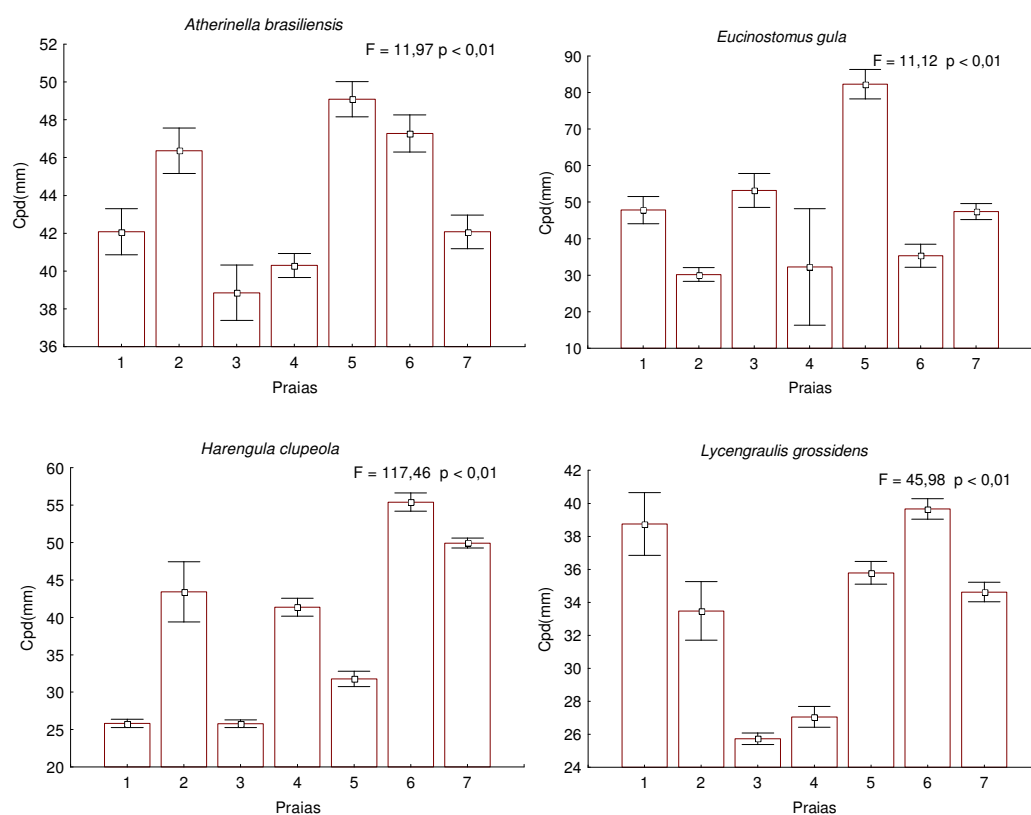 Atherinella brasiliensis
F = 11,97 p < 0,01
Cpd(mm)
52
50
48
46
44
42
40
38
36
1 2 3 4 5 6 7
Praias
Eucinostomus gula
F = 11,12 p < 0,01
Cpd(mm)
90
80
70
60
50
40
30
20
10
1 2 3 4 5 6 7
Praias
Harengula clupeola
F = 117,46 p < 0,01
Cpd(mm)
60
55
50
45
40
35
30
25
20
1 2 3 4 5 6 7
Praias
Lycengraulis grossidens
F = 45,98 p < 0,01
Cpd(mm)
42
40
38
36
34
32
30
28
26
24
1 2 3 4 5 6 7
Praias